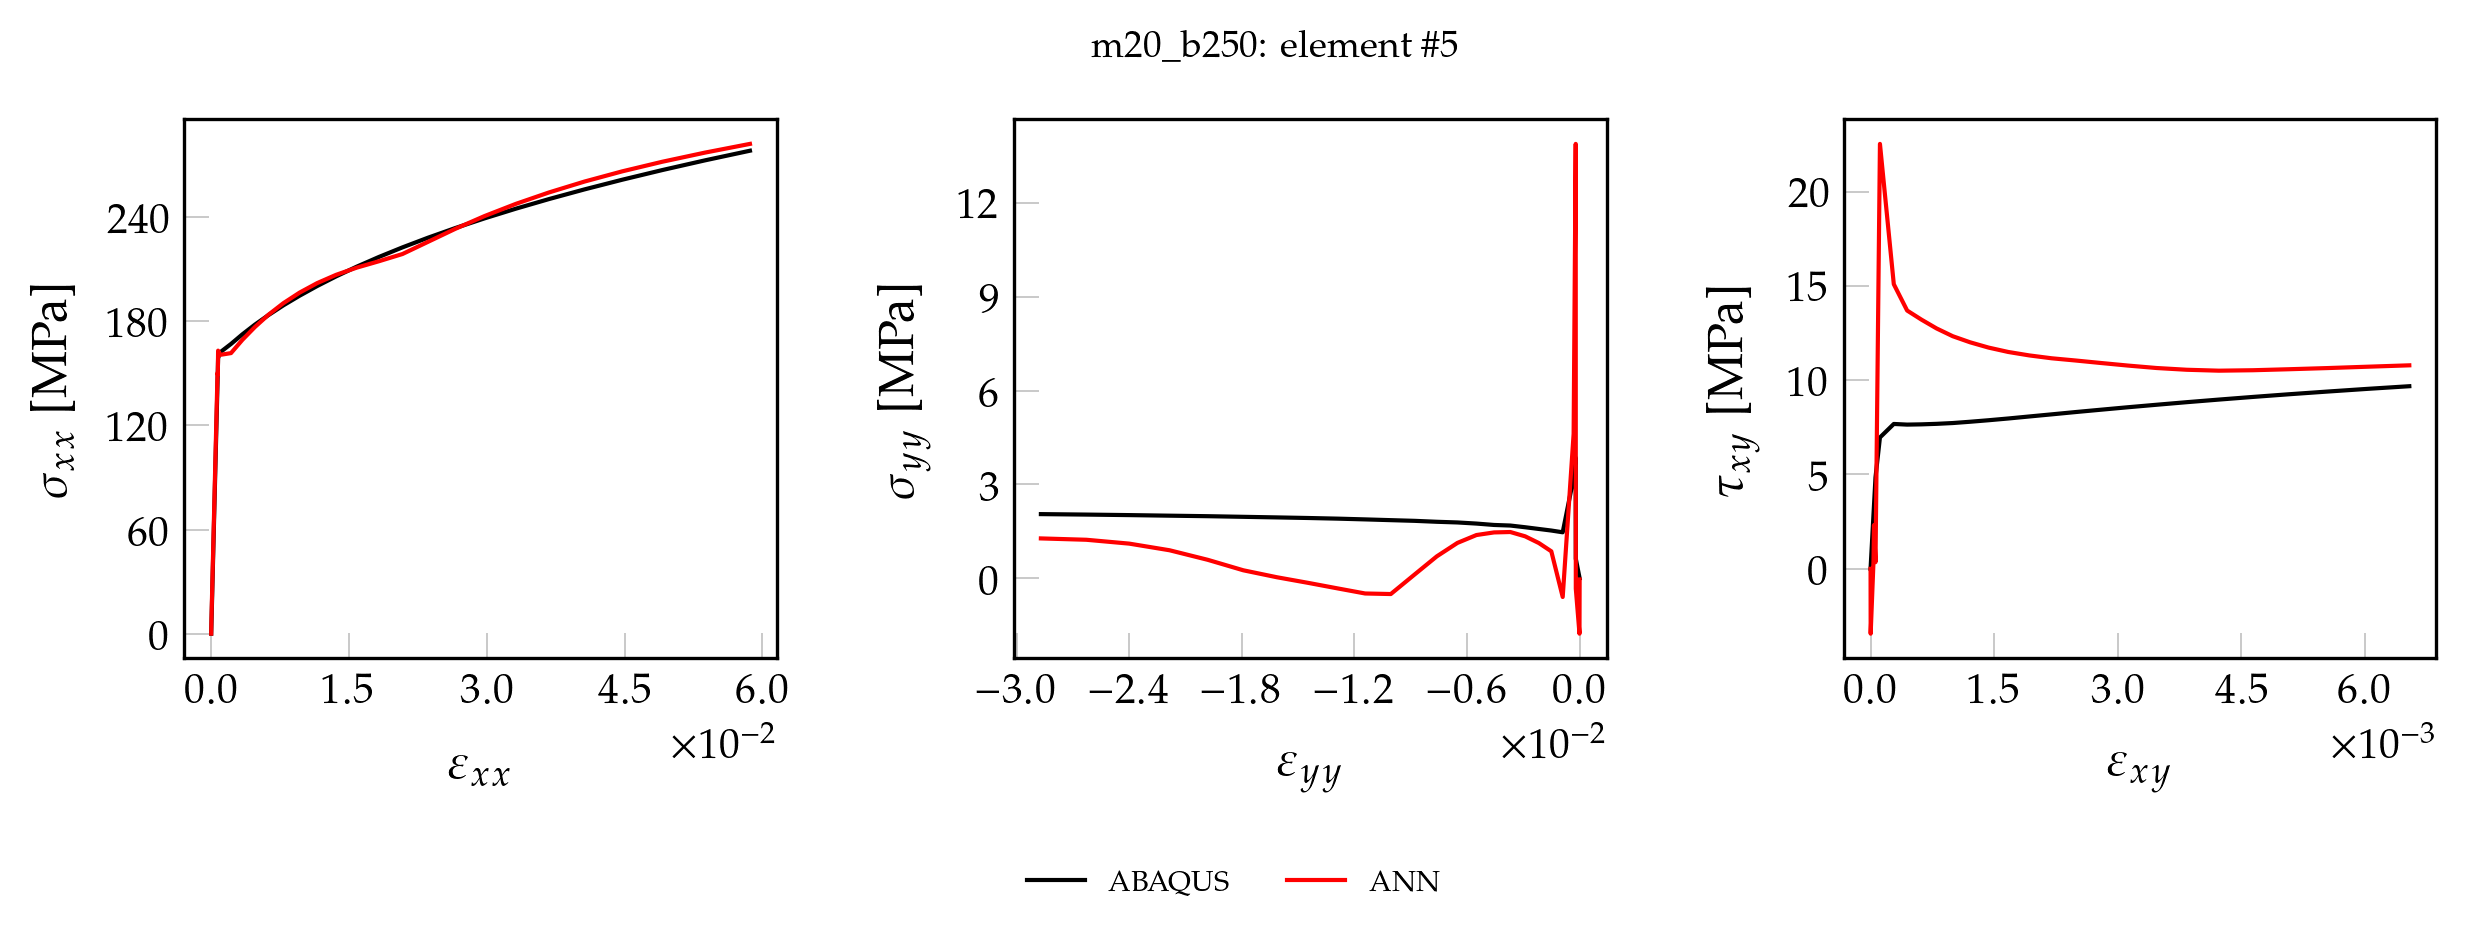 m20_b250: element #5
σxx [MPa]
240
180
120
60
0
0.0 1.5 3.0 4.5 6.0
×10−2
εxx
σyy [MPa]
12
9
6
3
0
−3.0 −2.4 −1.8 −1.2 −0.6 0.0
×10−2
εyy
τxy [MPa]
20
15
10
5
0
0.0 1.5 3.0 4.5 6.0
×10−3
εxy
ABAQUS ANN